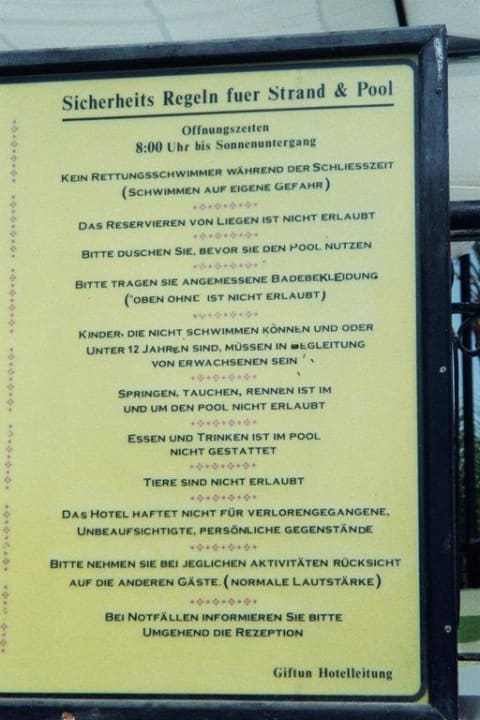 Sicherheits Regeln fuer Strand & Pool
Offnungszeiten
8:00 Uhr bis Sonnenuntergang
KEIN RETTUNGSSCHWIMMER WÄHREND DER SCHLIESSZEIT
(SCHWIMMEN AUF EIGENE GEFAHR)
DAS RESERVIEREN VON LIEGEN IST NICHT ERLAUBT
BITTE DUSCHEN SIE, BEVOR SIE DEN POOL NUTZEN
BITTE TRAGEN SIE ANGEMESSENE BADEBEKLEIDUNG
("OBEN OHNE IST NICHT ERLAUBT)
KINDER, DIE NICHT SCHWIMMEN KÖNNEN UND ODER
UNTER 12 JAHREN SIND, MÜSSEN IN BEGLEITUNG
VON ERWACHSENEN SEIN
SPRINGEN, TAUCHEN, RENNEN IST IM
UND UM DEN POOL NICHT ERLAUBT
ESSEN UND TRINKEN IST IM POOL
NICHT GESTATTET
TIERE SIND NICHT ERLAUBT
DAS HOTEL HAFTET NICHT FÜR VERLORENGEGANGENE,
UNBEAUFSICHTIGTE, PERSÖNLICHE GEGENSTÄNDE
BITTE NEHMEN SIE BEI JEGLICHEN AKTIVITÄTEN RÜCKSICHT
AUF DIE ANDEREN GÄSTE. (NORMALE LAUTSTÄRKE)
BEI NOTFÄLLEN INFORMIEREN SIE BITTE
UMGEHEND DIE REZEPTION
Giftun Hotelleitung